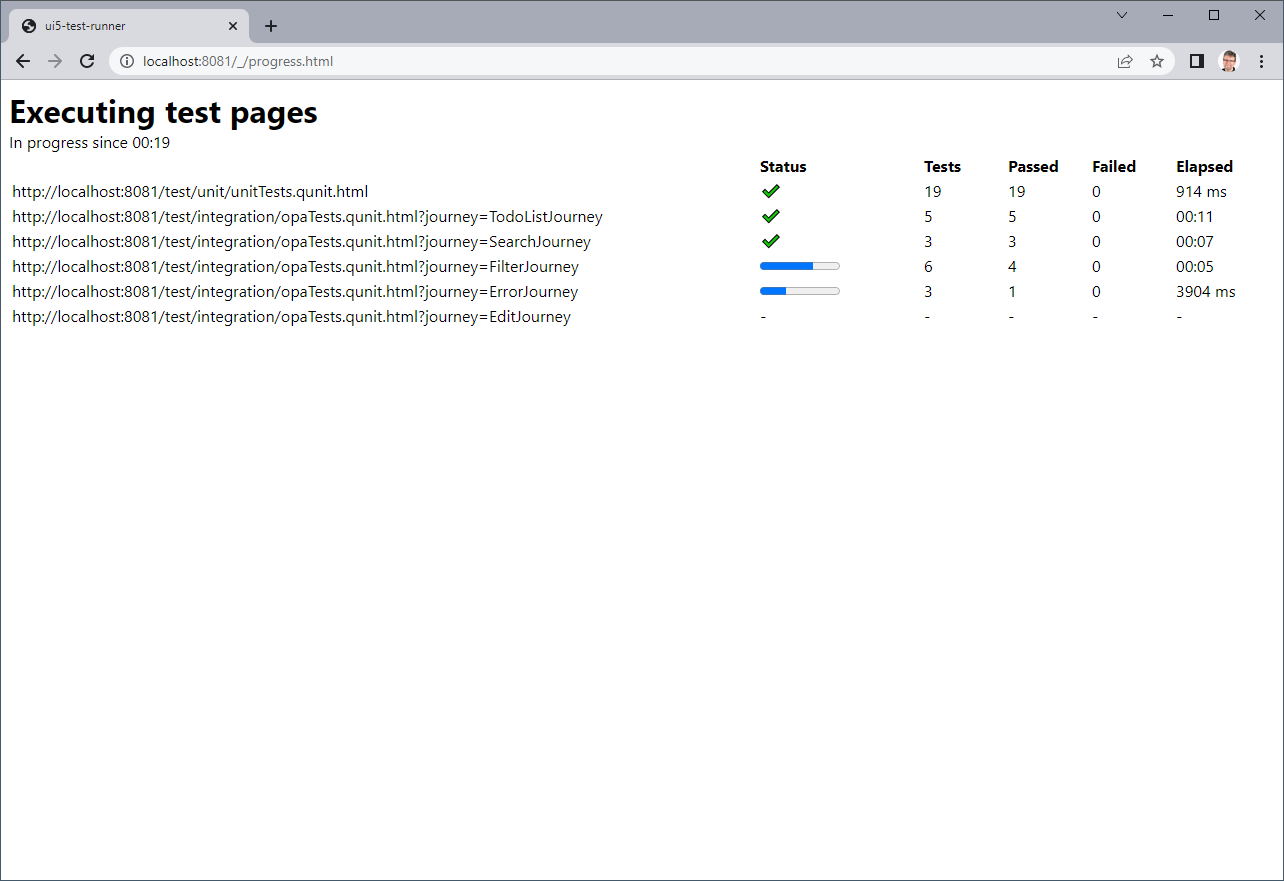 ui5-test-runner
localhost:8081/_/progress.html
Executing test pages
In progress since 00:19
Status Tests Passed Failed Elapsed
http://localhost:8081/test/unit/unitTests.qunit.html 19 19 0 914 ms
http://localhost:8081/test/integration/opaTests.qunit.html?journey=TodoListJourney 5 5 0 00:11
http://localhost:8081/test/integration/opaTests.qunit.html?journey=SearchJourney 3 3 0 00:07
http://localhost:8081/test/integration/opaTests.qunit.html?journey=FilterJourney 6 4 0 00:05
http://localhost:8081/test/integration/opaTests.qunit.html?journey=ErrorJourney 3 1 0 3904 ms
http://localhost:8081/test/integration/opaTests.qunit.html?journey=EditJourney - - - - -